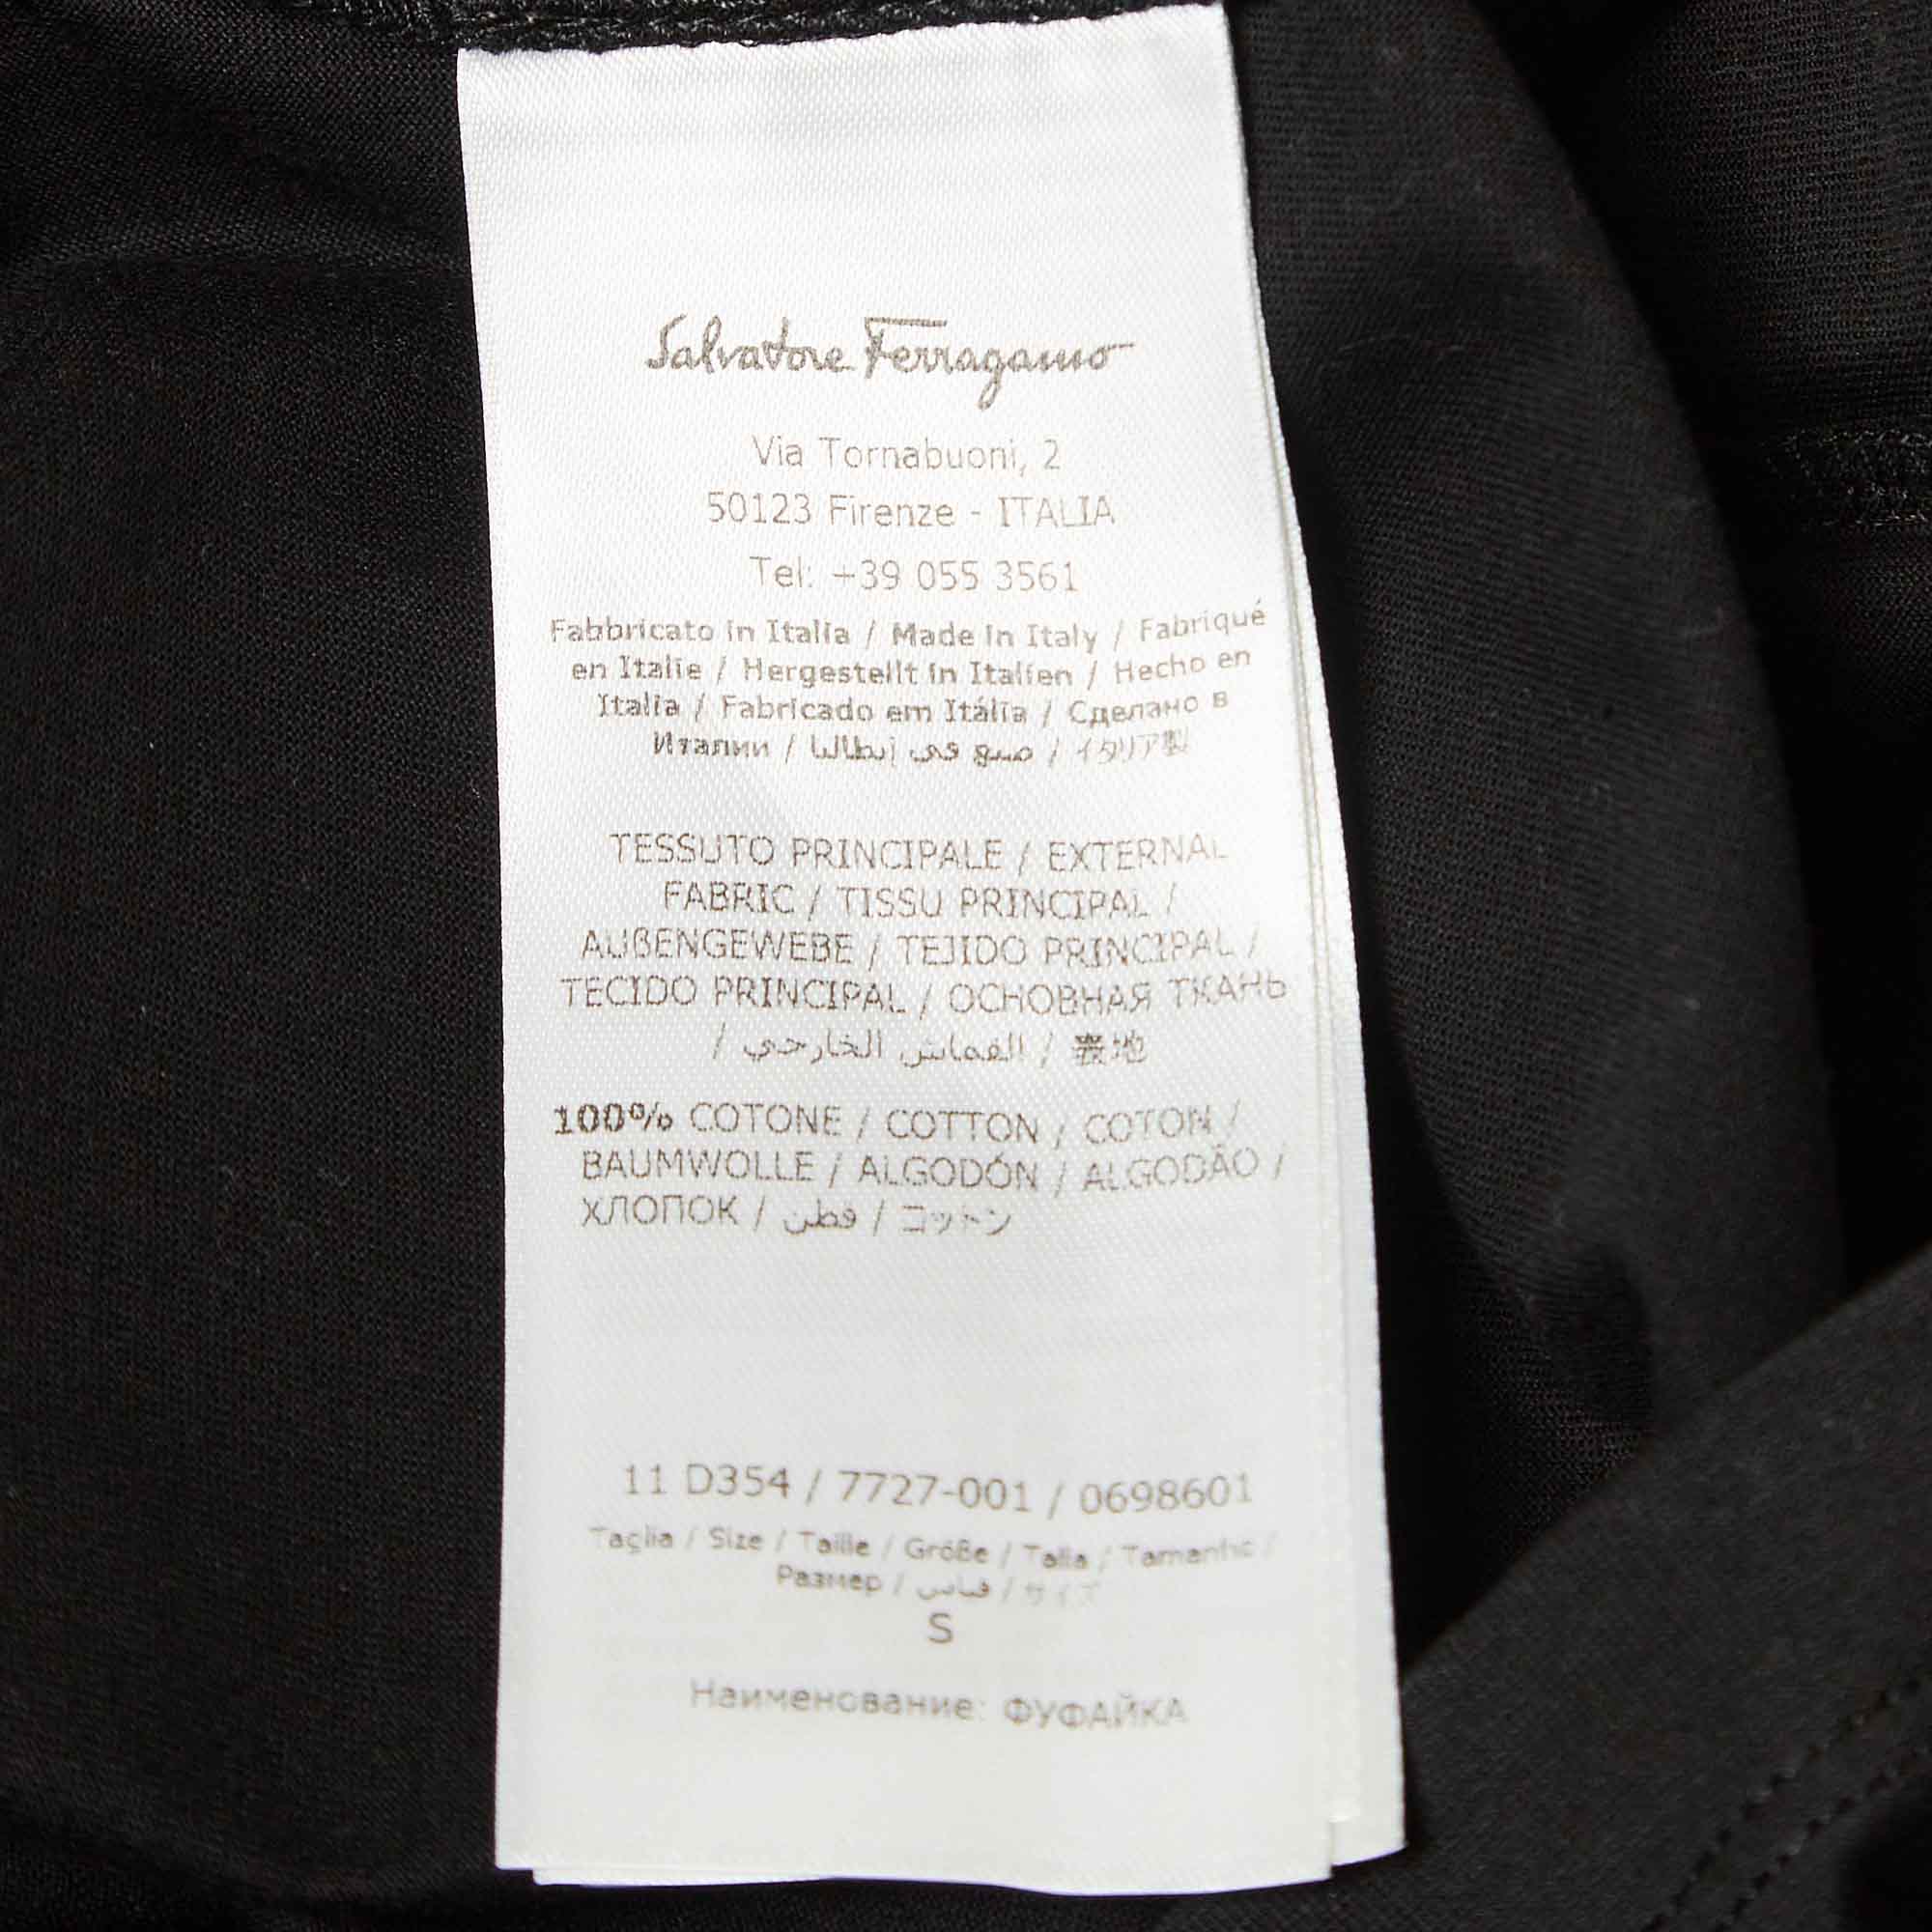 Salvatore Ferragamo
Via Tornabuoni, 2
50123 Firenze - ITALIA
Tel: +39 055 3561
Fabbricato in Italia / Made in Italy / Fabriqué
en Italie / Hergestellt in Italien / Hecho en
Italia / Fabricado em Itália / Сделано в
Италии / صنع في إيطاليا / イタリア製
TESSUTO PRINCIPALE / EXTERNAL
FABRIC / TISSU PRINCIPAL /
AUßENGEWEBE / TEJIDO PRINCIPAL /
TECIDO PRINCIPAL / ОСНОВНАЯ ТКАНЬ
/ القماش الخارجي / 表地
100% COTONE / COTTON / COTON /
BAUMWOLLE / ALGODÓN / ALGODÃO /
ХЛОПОК / قطن / コットン
11 D354 / 7727-001 / 0698601
Taglia / Size / Taille / Größe / Talla / Tamanho /
Размер / قياس / サイズ
S
Наименование: ФУФАЙКА